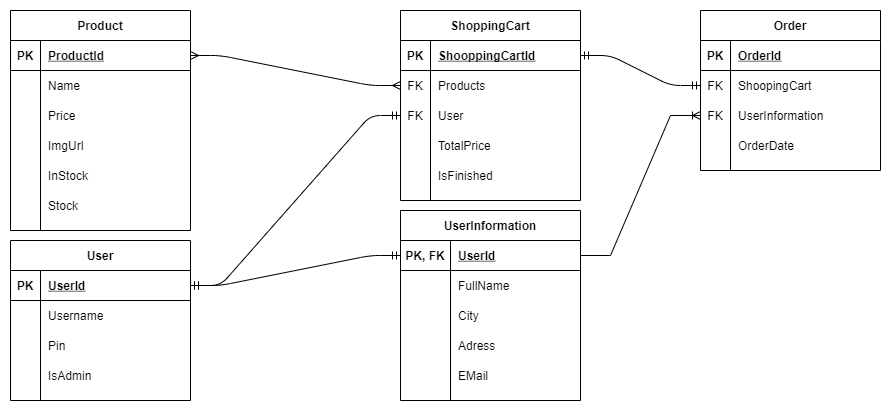 Product
PK ProductId
Name
Price
ImgUrl
InStock
Stock
ShoppingCart
PK ShooppingCartId
FK Products
FK User
TotalPrice
IsFinished
Order
PK OrderId
FK ShoopingCart
FK UserInformation
OrderDate
User
PK UserId
Username
Pin
IsAdmin
UserInformation
PK, FK UserId
FullName
City
Adress
EMail